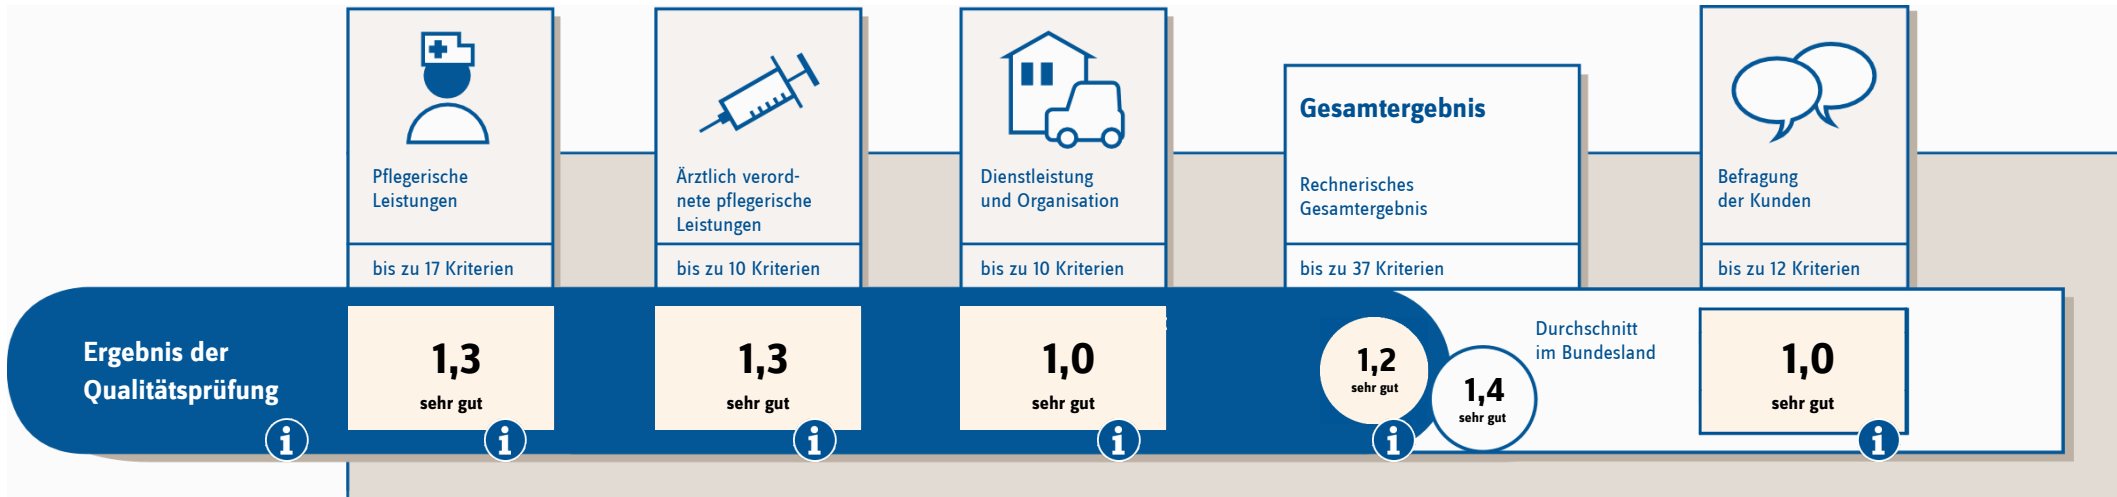 Pflegerische
Leistungen
bis zu 17 Kriterien
Ärztlich verord-
nete pflegerische
Leistungen
bis zu 10 Kriterien
Dienstleistung
und Organisation
bis zu 10 Kriterien
Gesamtergebnis
Rechnerisches
Gesamtergebnis
bis zu 37 Kriterien
Befragung
der Kunden
bis zu 12 Kriterien
Ergebnis der
Qualitätsprüfung
i
1,3
sehr gut
i
1,3
sehr gut
i
1,0
sehr gut
i
1,2
sehr gut
i
1,4
sehr gut
Durchschnitt
im Bundesland
1,0
sehr gut
i